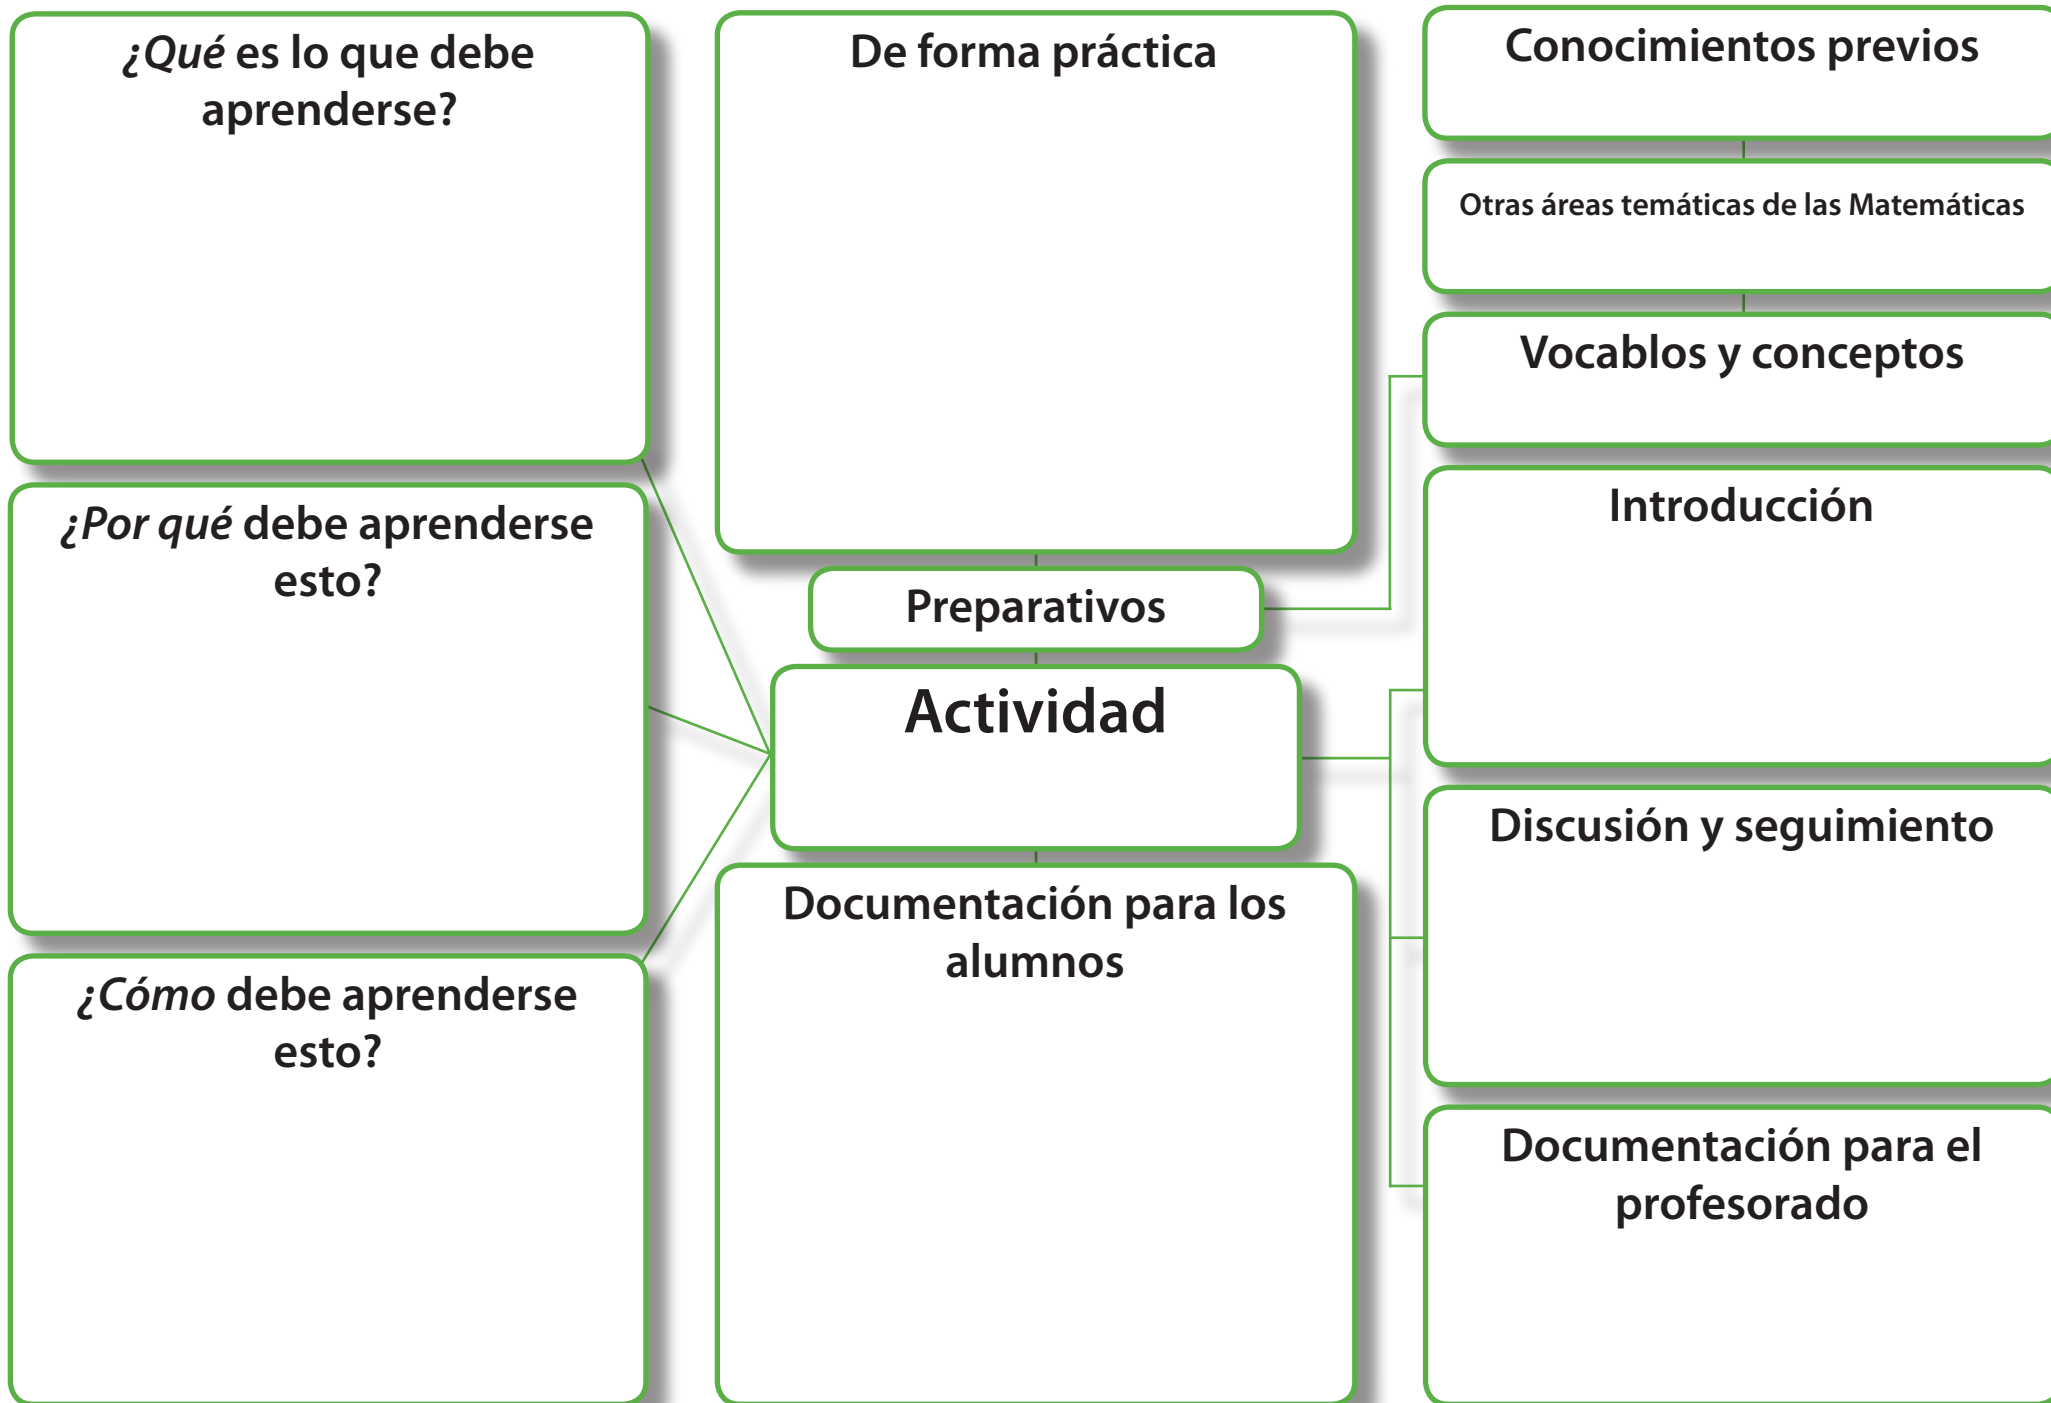 ¿Qué es lo que debe
aprenderse?
¿Por qué debe aprenderse
esto?
¿Cómo debe aprenderse
esto?
De forma práctica
Preparativos
Actividad
Documentación para los
alumnos
Conocimientos previos
Otras áreas temáticas de las Matemáticas
Vocablos y conceptos
Introducción
Discusión y seguimiento
Documentación para el
profesorado